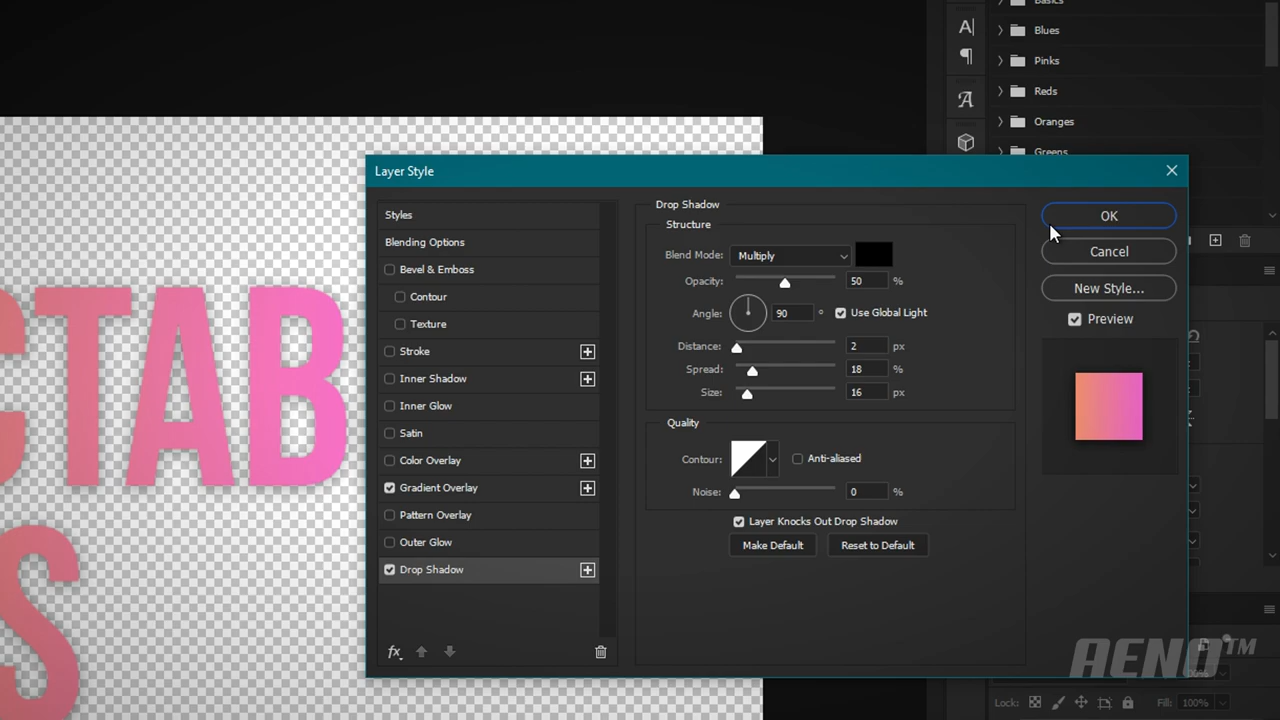 Basics
Blues
Pinks
Reds
Oranges
Greens
CTAB
S
Layer Style
Styles
Blending Options
Bevel & Emboss
Contour
Texture
Stroke
Inner Shadow
Inner Glow
Satin
Color Overlay
Gradient Overlay
Pattern Overlay
Outer Glow
Drop Shadow
fx
Drop Shadow
Structure
Blend Mode: Multiply
Opacity: 50 %
Angle: 90 ° Use Global Light
Distance: 2 px
Spread: 18 %
Size: 16 px
Quality
Contour: Anti-aliased
Noise: 0 %
Layer Knocks Out Drop Shadow
Make Default Reset to Default
OK
Cancel
New Style...
Preview
AENO™
Lock: Fill: 100%